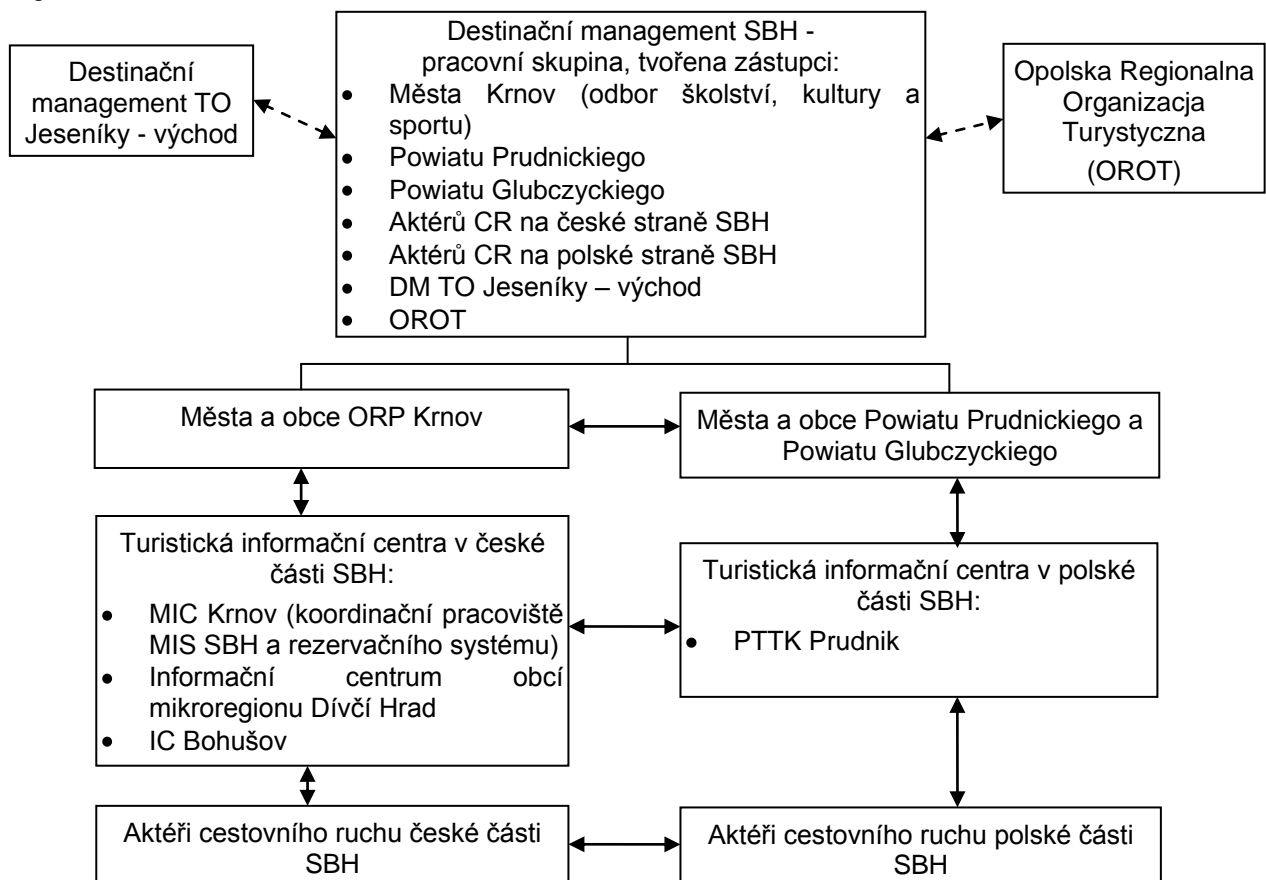 Destinační management SBH -
pracovní skupina, tvořena zástupci:
• Města Krnov (odbor školství, kultury a
sportu)
• Powiatu Prudnickiego
• Powiatu Glubczyckiego
• Aktérů CR na české straně SBH
• Aktérů CR na polské straně SBH
• DM TO Jeseníky – východ
• OROT
Destinační
management TO
Jeseníky - východ
Opolska Regionalna
Organizacja
Turystyczna
(OROT)
Města a obce ORP Krnov
Města a obce Powiatu Prudnickiego a
Powiatu Glubczyckiego
Turistická informační centra v české
části SBH:
• MIC Krnov (koordinační pracoviště
MIS SBH a rezervačního systému)
• Informační centrum obcí
mikroregionu Dívčí Hrad
• IC Bohušov
Turistická informační centra v polské
části SBH:
• PTTK Prudnik
Aktéři cestovního ruchu české části
SBH
Aktéři cestovního ruchu polské části
SBH